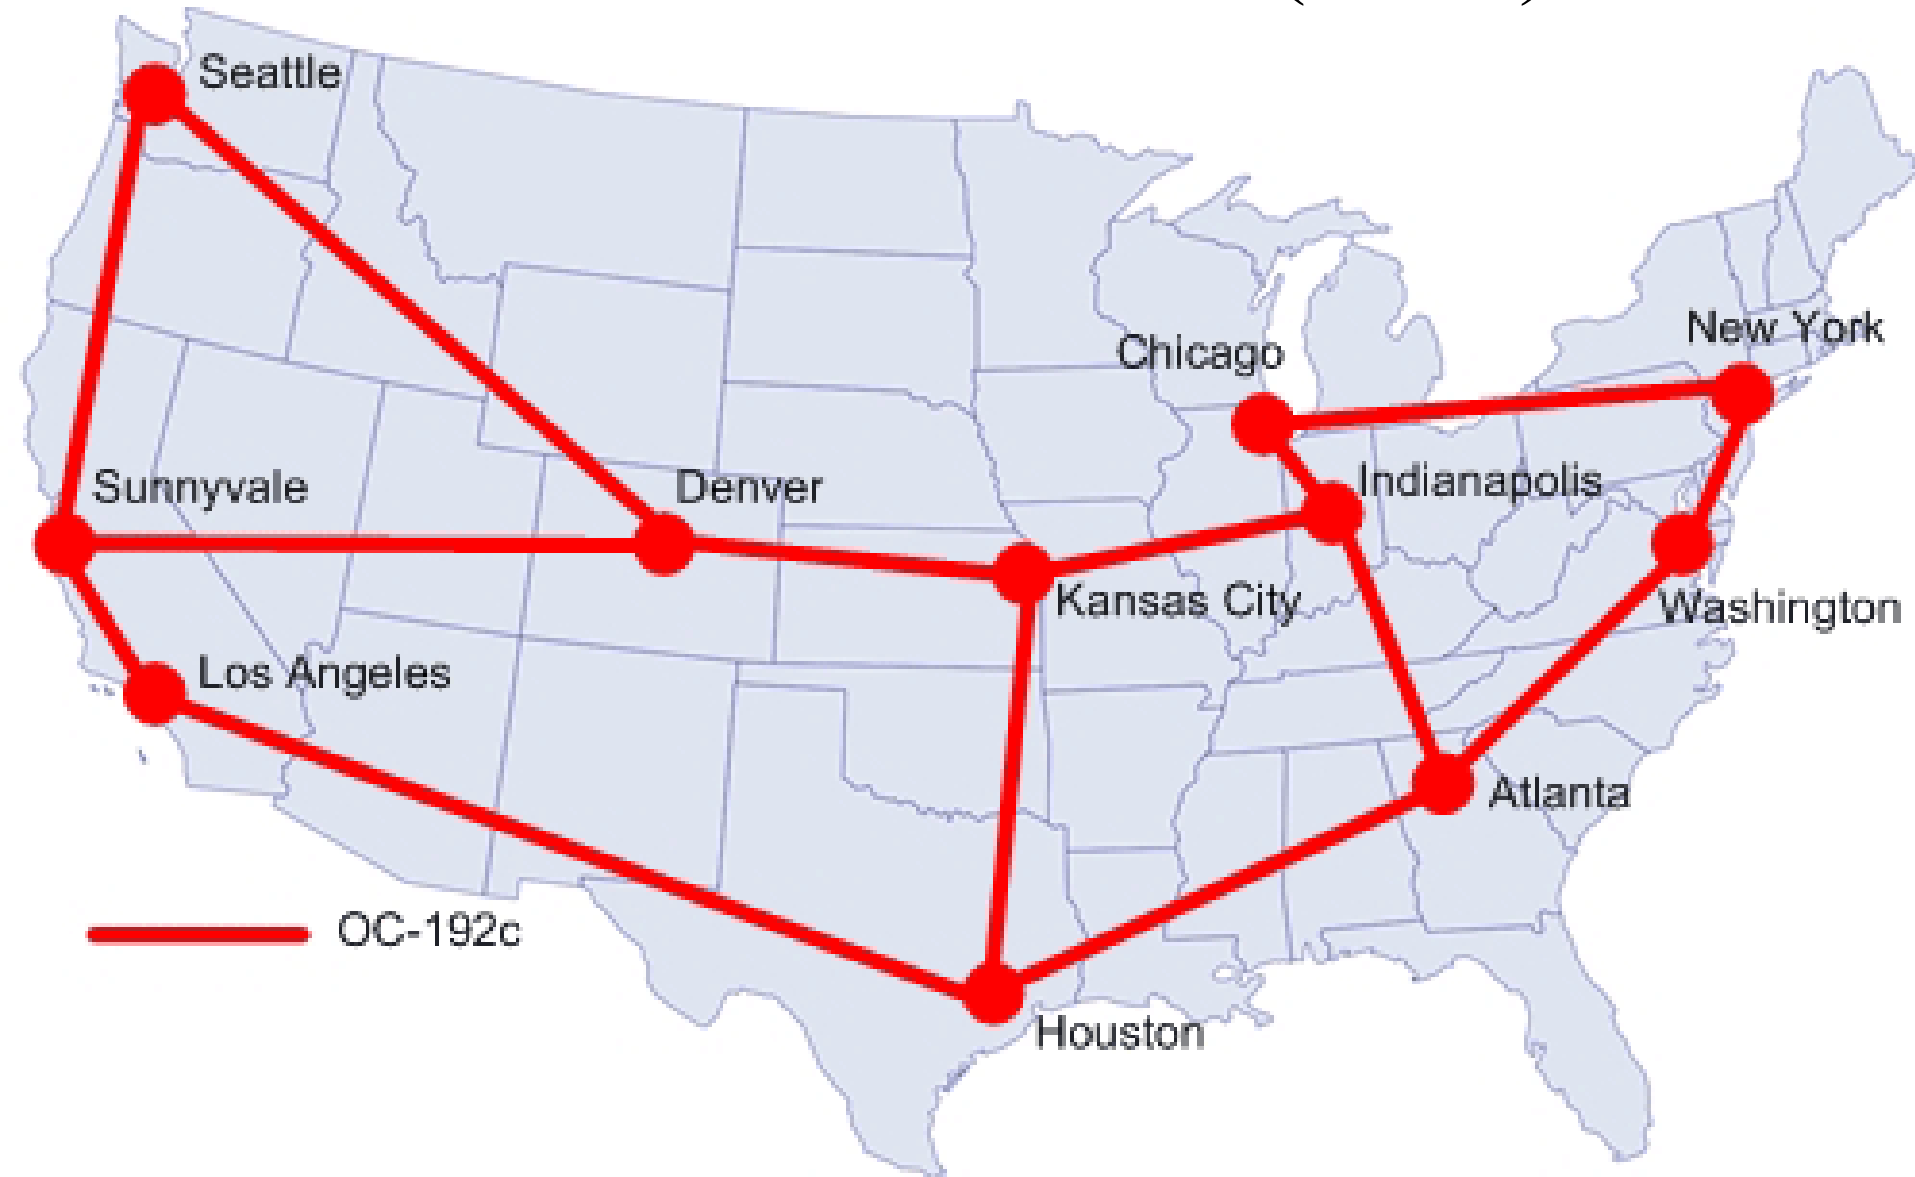 Seattle
New York
Chicago
Sunnyvale
Denver
Indianapolis
Kansas City
Washington
Los Angeles
Atlanta
OC-192c
Houston